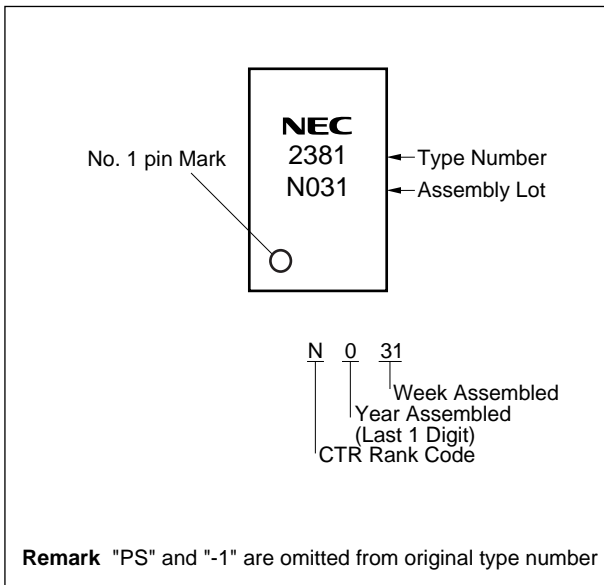 NEC
No. 1 pin Mark
2381
Type Number
N031
Assembly Lot
N 0 31
Week Assembled
Year Assembled
(Last 1 Digit)
CTR Rank Code
Remark "PS" and "-1" are omitted from original type number